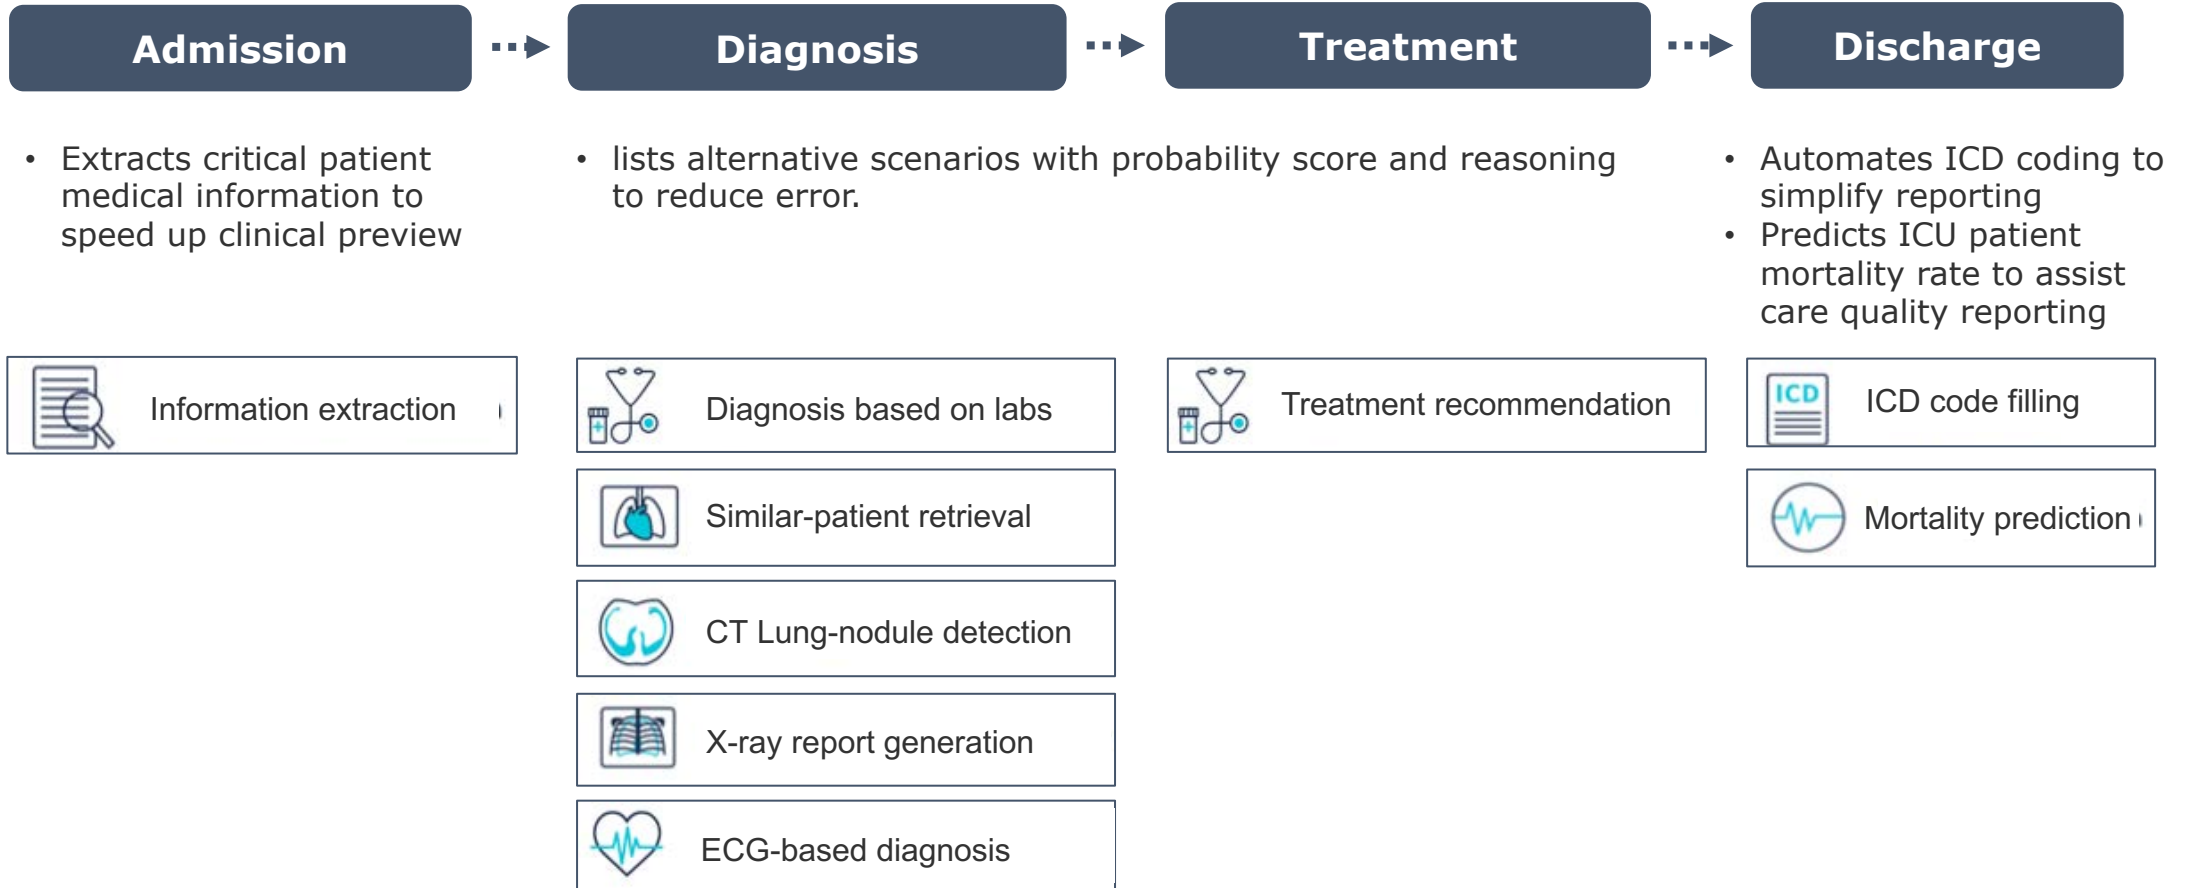 Admission
Diagnosis
Treatment
Discharge
• Extracts critical patient
medical information to
speed up clinical preview
• lists alternative scenarios with probability score and reasoning
to reduce error.
• Automates ICD coding to
simplify reporting
• Predicts ICU patient
mortality rate to assist
care quality reporting
Information extraction
Diagnosis based on labs
Similar-patient retrieval
CT Lung-nodule detection
X-ray report generation
ECG-based diagnosis
Treatment recommendation
ICD
ICD code filling
Mortality prediction